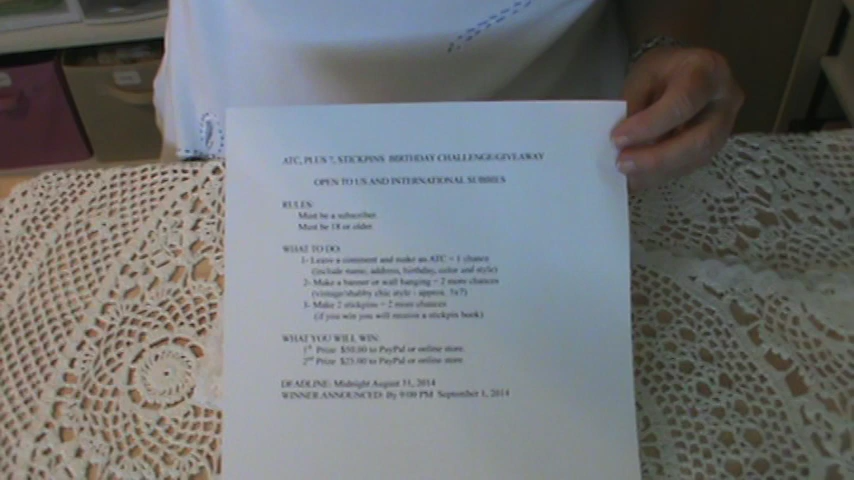 ATC, PLUS 7, STICKPINS BIRTHDAY CHALLENGE/GIVEAWAY
OPEN TO US AND INTERNATIONAL SUBBIES
RULES:
Must be a subscriber.
Must be 18 or older.
WHAT TO DO:
1- Leave a comment and make an ATC = 1 chance
(include name, address, birthday, color and style)
2- Make a banner or wall hanging = 2 more chances
(vintage/shabby chic style - approx. 5x7)
3- Make 2 stickpins = 2 more chances
(if you win you will receive a stickpin book)
WHAT YOU WILL WIN:
1st Prize $50.00 to PayPal or online store.
2nd Prize $25.00 to PayPal or online store.
DEADLINE: Midnight August 31, 2014
WINNER ANNOUNCED: By 9:00 PM September 1, 2014